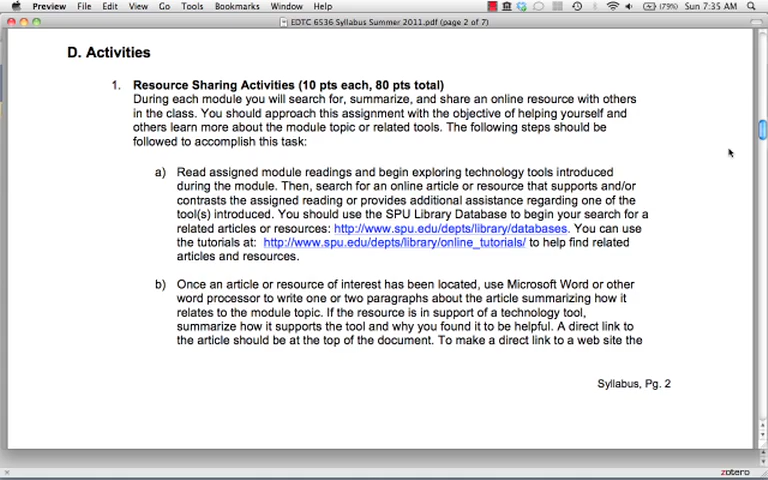 Preview File Edit View Go Tools Bookmarks Window Help (79%) Sun 7:35 AM
EDTC 6536 Syllabus Summer 2011.pdf (page 2 of 7)
D. Activities
1. Resource Sharing Activities (10 pts each, 80 pts total)
During each module you will search for, summarize, and share an online resource with others
in the class. You should approach this assignment with the objective of helping yourself and
others learn more about the module topic or related tools. The following steps should be
followed to accomplish this task:
a) Read assigned module readings and begin exploring technology tools introduced
during the module. Then, search for an online article or resource that supports and/or
contrasts the assigned reading or provides additional assistance regarding one of the
tool(s) introduced. You should use the SPU Library Database to begin your search for a
related articles or resources: http://www.spu.edu/depts/library/databases. You can use
the tutorials at: http://www.spu.edu/depts/library/online_tutorials/ to help find related
articles and resources.
b) Once an article or resource of interest has been located, use Microsoft Word or other
word processor to write one or two paragraphs about the article summarizing how it
relates to the module topic. If the resource is in support of a technology tool,
summarize how it supports the tool and why you found it to be helpful. A direct link to
the article should be at the top of the document. To make a direct link to a web site the
Syllabus, Pg. 2
zotero